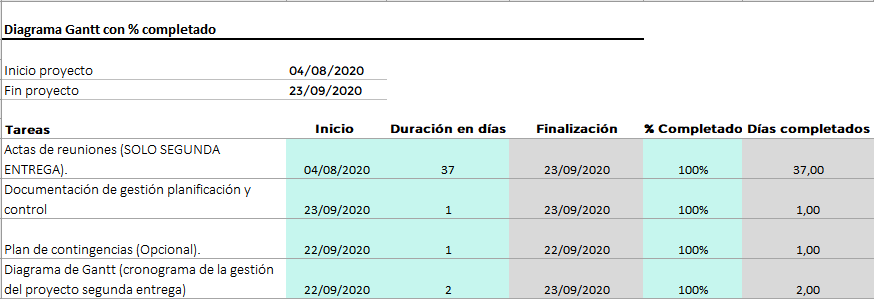 Diagrama Gantt con % completado
Inicio proyecto 04/08/2020
Fin proyecto 23/09/2020
Tareas Inicio Duración en días Finalización % Completado Días completados
Actas de reuniones (SOLO SEGUNDA
ENTREGA). 04/08/2020 37 23/09/2020 100% 37,00
Documentación de gestión planificación y
control 23/09/2020 1 23/09/2020 100% 1,00
Plan de contingencias (Opcional). 22/09/2020 1 22/09/2020 100% 1,00
Diagrama de Gantt (cronograma de la gestión
del proyecto segunda entrega) 22/09/2020 2 23/09/2020 100% 2,00